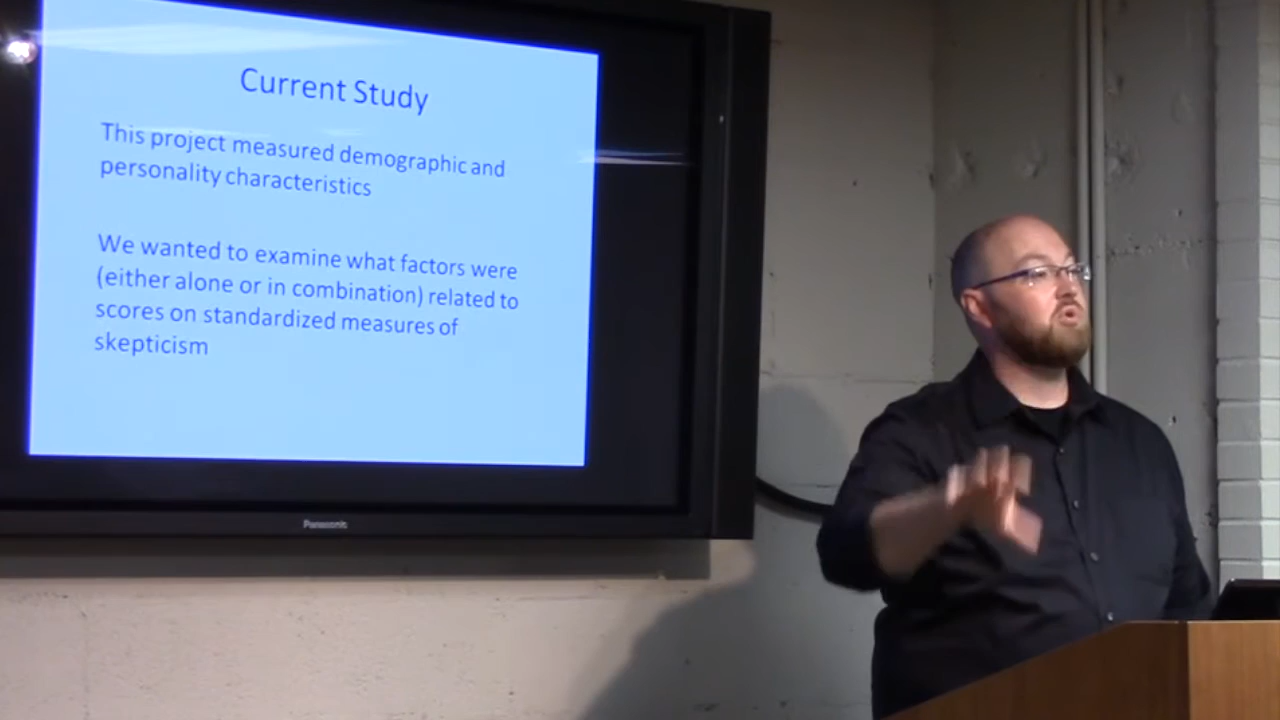 Current Study
This project measured demographic and
personality characteristics
We wanted to examine what factors were
(either alone or in combination) related to
scores on standardized measures of
skepticism
Panasonic